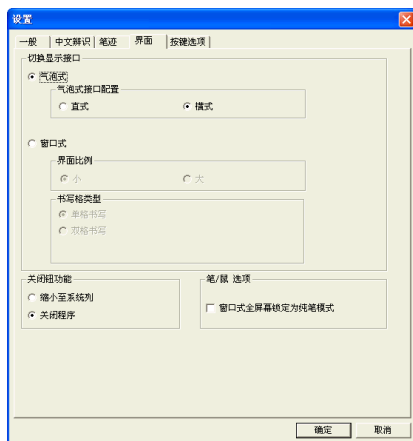 设置
一般 中文辨识 笔迹 界面 按键选项
切换显示接口
气泡式
气泡式接口配置
直式 横式
窗口式
界面比例
小 大
书写格类型
单格书写
双格书写
关闭钮功能 笔/鼠 选项
缩小至系统列
窗口式全屏幕锁定为纯笔模式
关闭程序
确定 取消